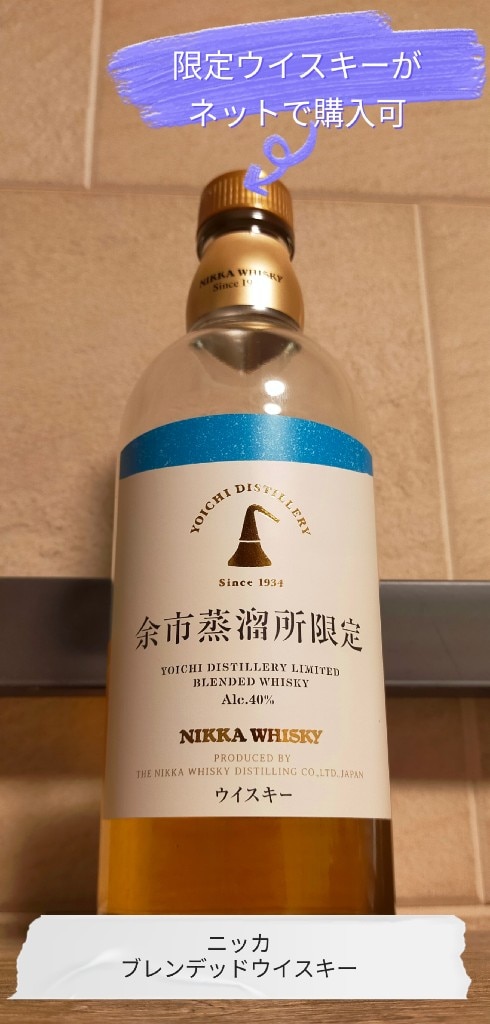 限定ウイスキーが
ネットで購入可
NIKKA WHISKY
Since 19
YOICHI DISTILLERY
Since 1934
余市蒸溜所限定
YOICHI DISTILLERY LIMITED
BLENDED WHISKY
Alc.40%
NIKKA WHISKY
PRODUCED BY
THE NIKKA WHISKY DISTILLING CO.,LTD.,JAPAN
ウイスキー
ニッカ
ブレンデッドウイスキー